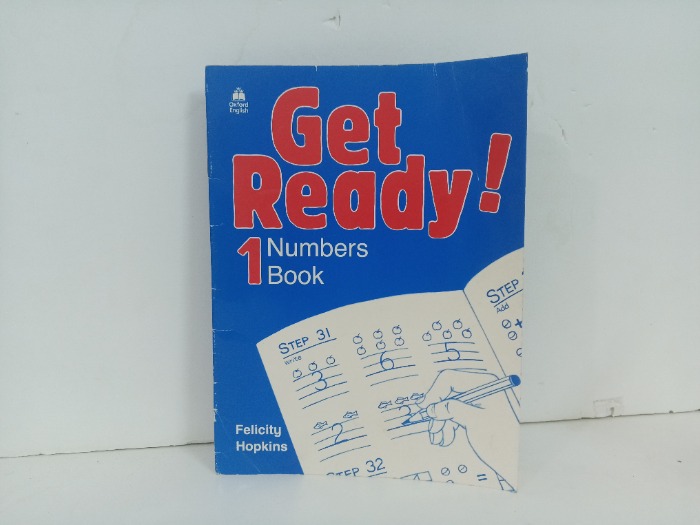 Oxford
English
Get
Ready!
1 Numbers
Book
STEP 31
Write
3
6
5
2
STEP
Add
Felicity
Hopkins
STEP 32